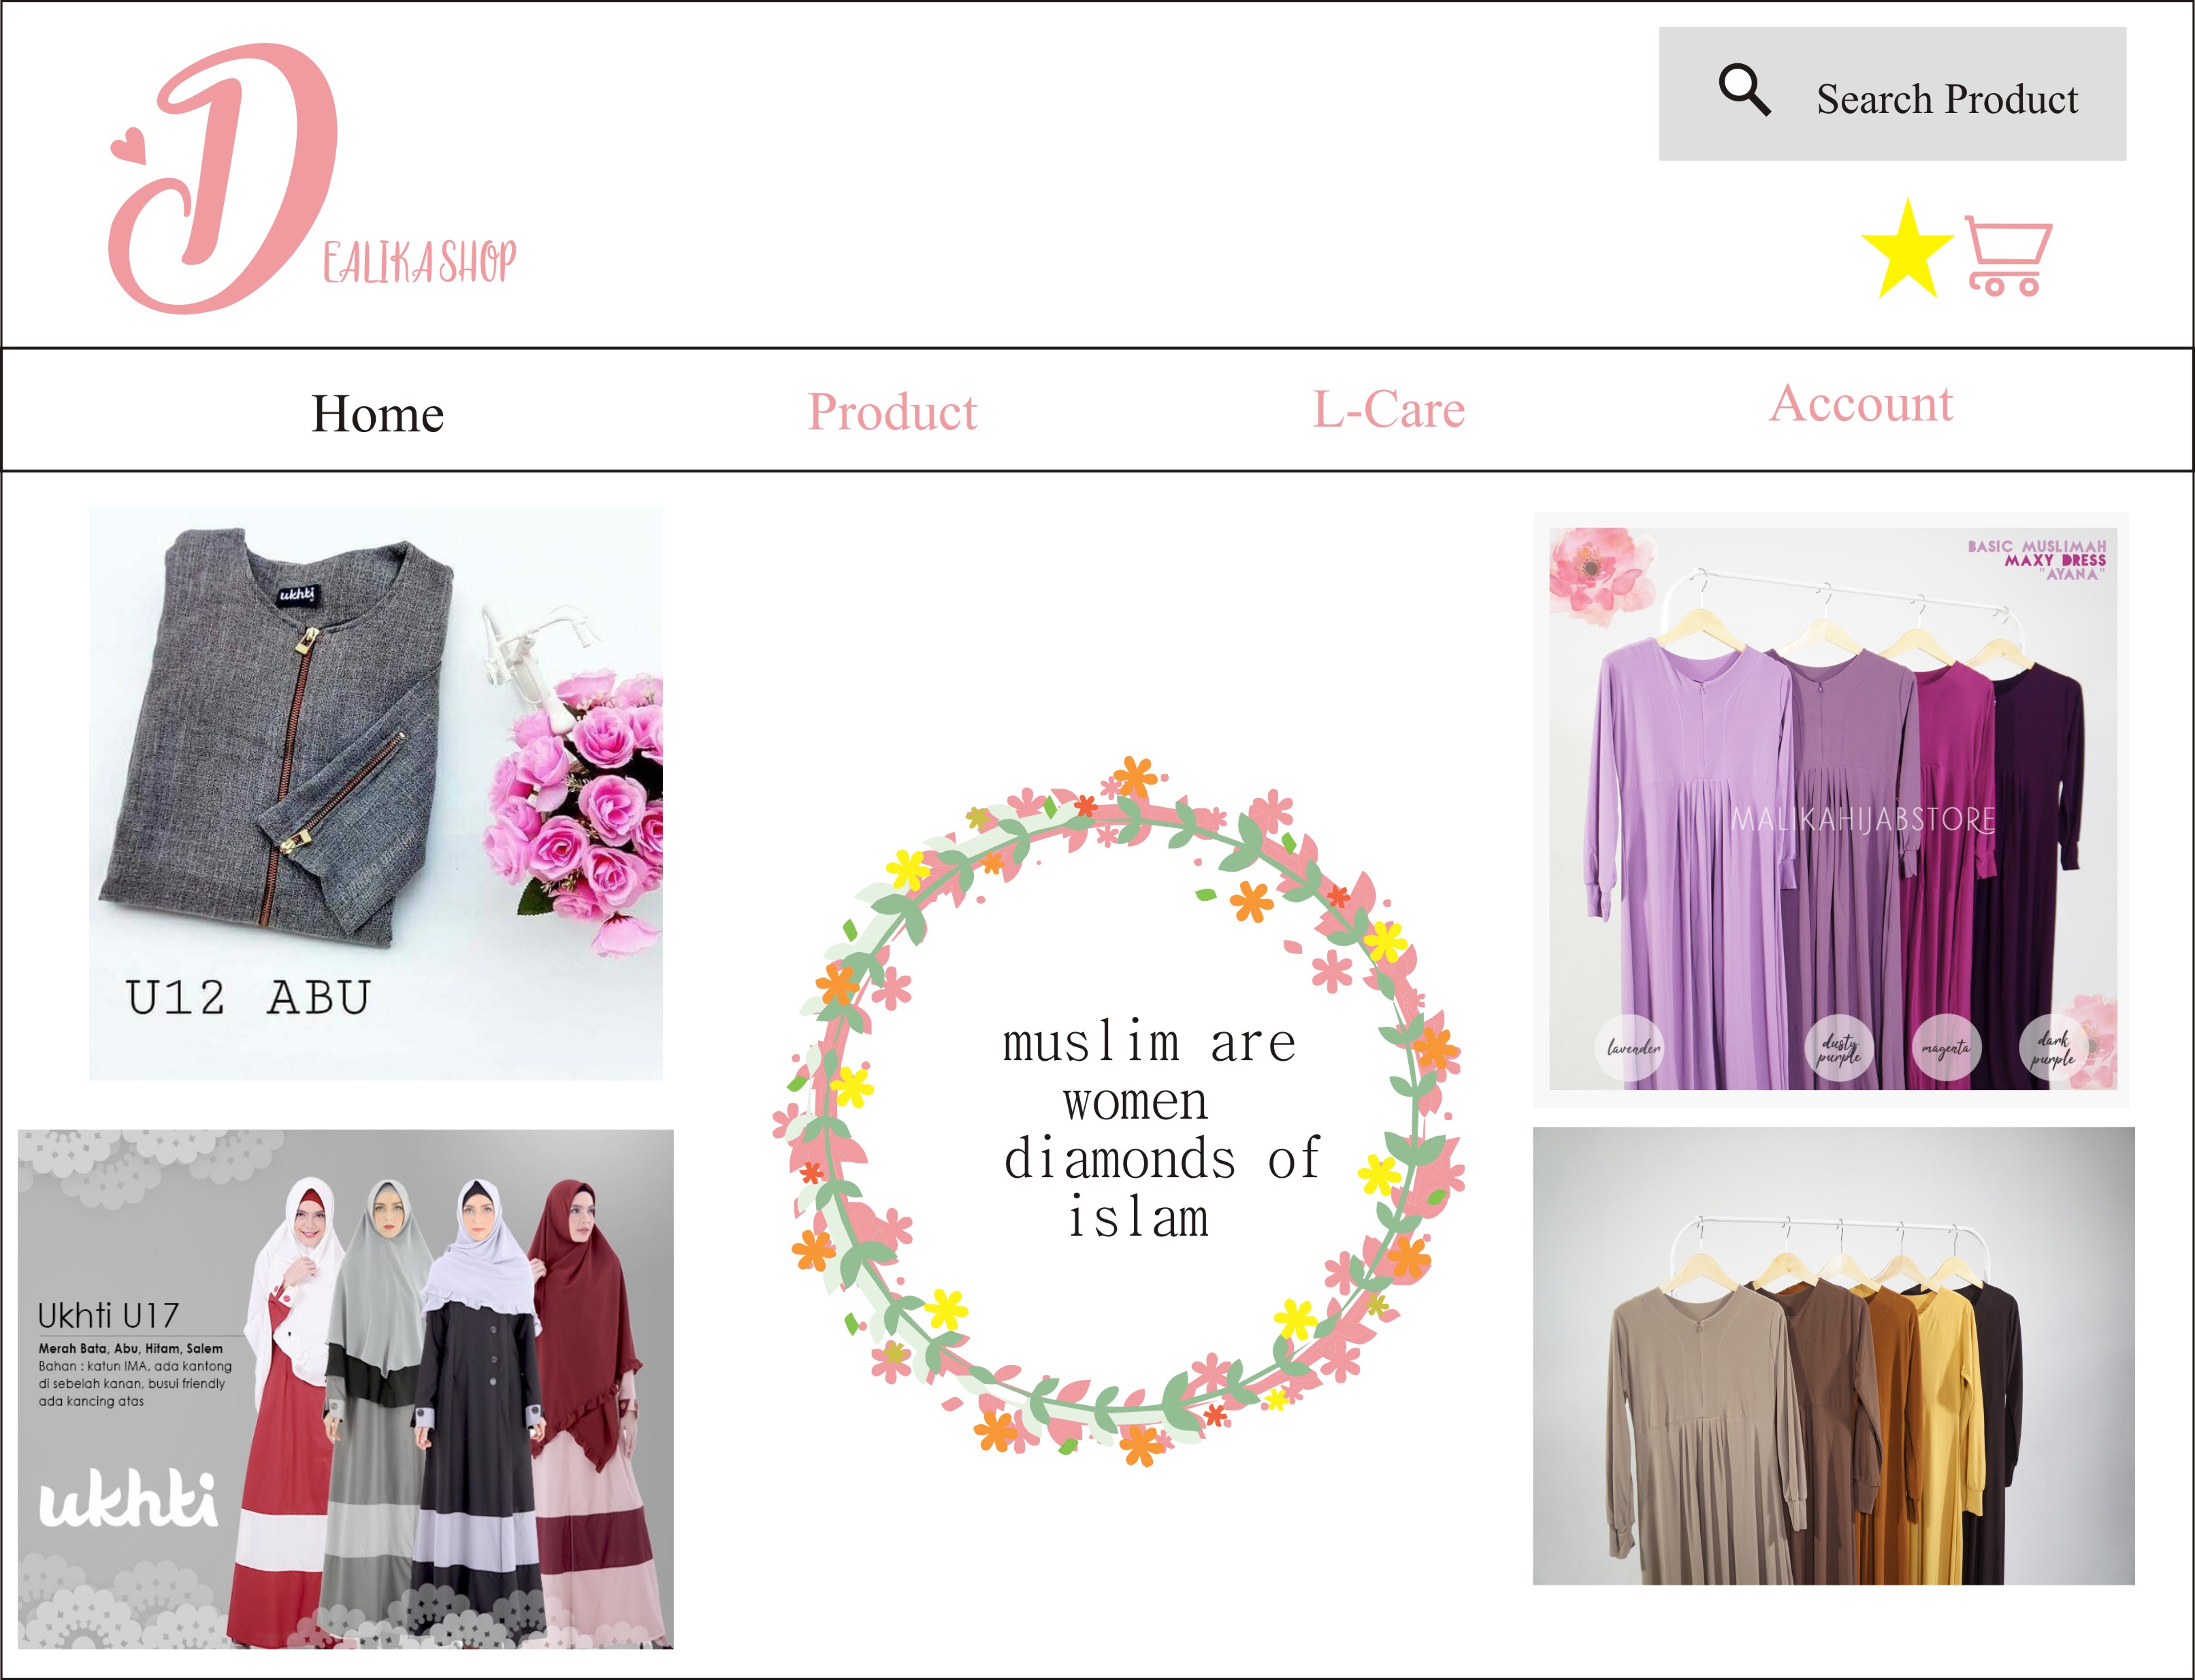 DEALIKASHOP
Search Product
Home
Product
L-Care
Account
ukhti
U12 ABU
BASIC MUSLIMAH
MAXY DRESS
"AYANA"
MALIKAHIJABSTORE
lavender
dusty
purple
magenta
dark
purple
muslim are
women
diamonds of
islam
Ukhti U17
Merah Bata, Abu, Hitam, Salem
Bahan : katun IMA, ada kantong
di sebelah kanan, busui friendly
ada kancing atas
ukhti